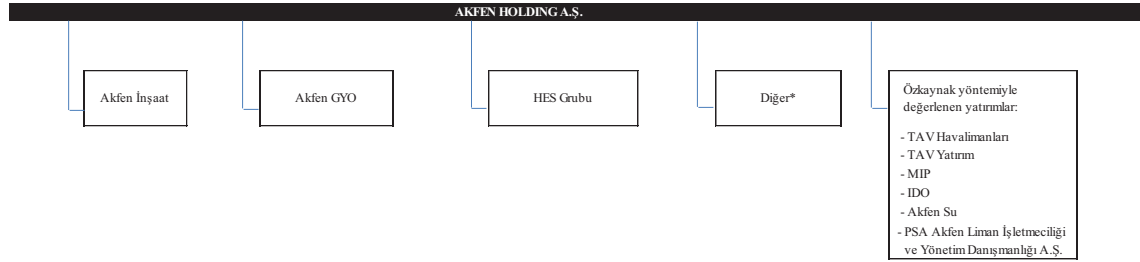 AKFEN HOLDING A.Ş.
Akfen İnşaat
Akfen GYO
HES Grubu
Diğer*
Özkaynak yöntemiyle
değerlenen yatırımlar:
- TAV Havalimanları
- TAV Yatırım
- MIP
- IDO
- Akfen Su
- PSA Akfen Liman İşletmeciliği
ve Yönetim Danışmanlığı A.Ş.